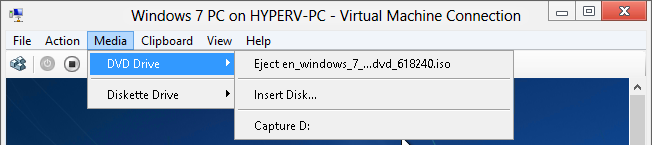 Windows 7 PC on HYPERV-PC - Virtual Machine Connection
File Action Media Clipboard View Help
DVD Drive
Eject en_windows_7_...dvd_618240.iso
Diskette Drive
Insert Disk...
Capture D: